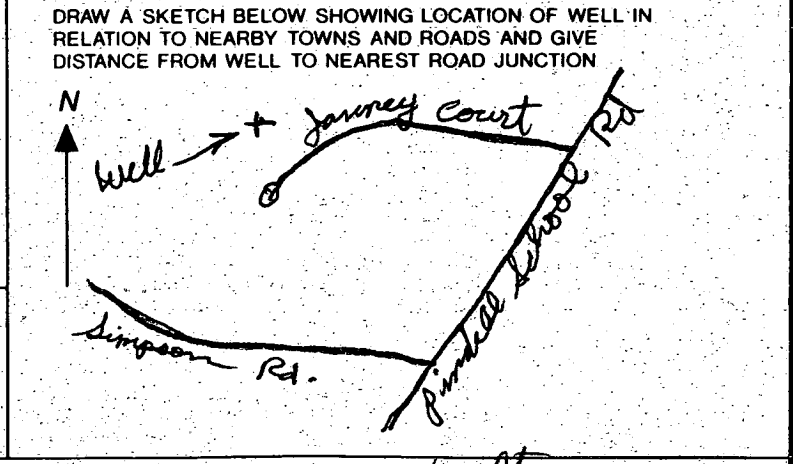 DRAW A SKETCH BELOW SHOWING LOCATION OF WELL IN
RELATION TO NEARBY TOWNS AND ROADS AND GIVE
DISTANCE FROM WELL TO NEAREST ROAD JUNCTION
N
Well
Court
Pindell School Rd
Simpson Rd.